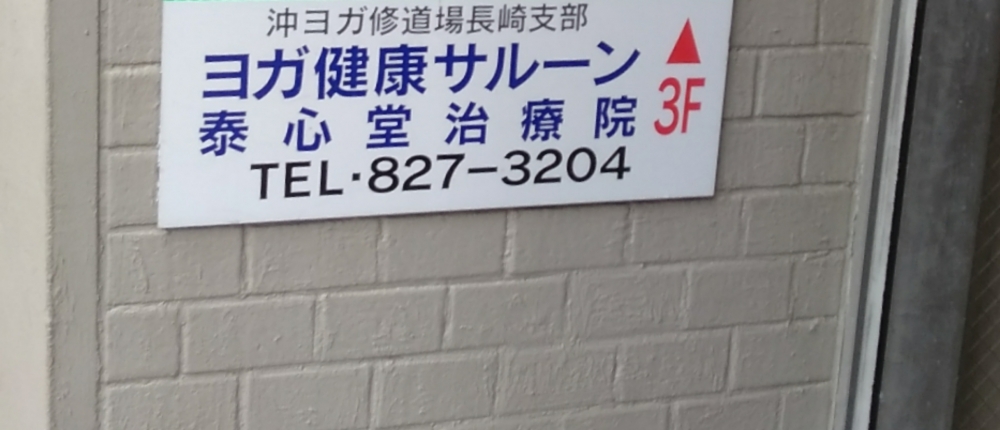 沖ヨガ修道場長崎支部
ヨガ健康サルーン
泰心堂治療院
▲
3F
TEL・827-3204